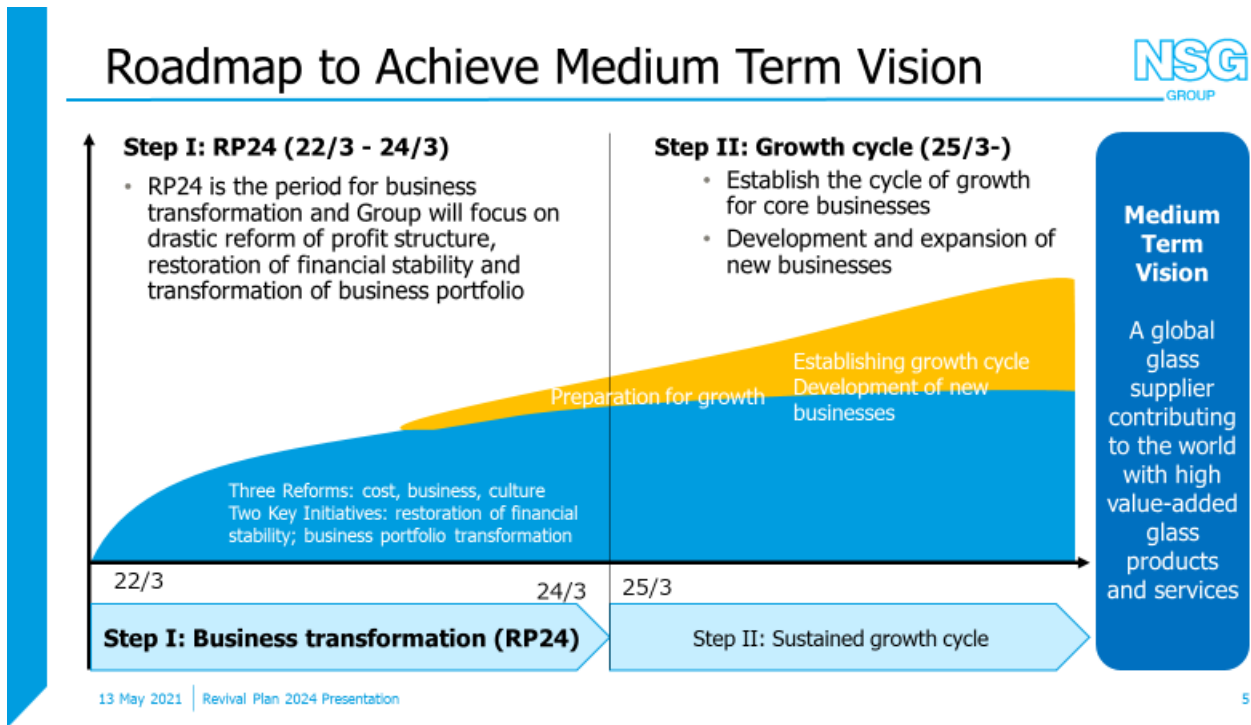 Roadmap to Achieve Medium Term Vision
NSG
GROUP
Step I: RP24 (22/3 - 24/3)
• RP24 is the period for business
transformation and Group will focus on
drastic reform of profit structure,
restoration of financial stability and
transformation of business portfolio
Step II: Growth cycle (25/3-)
• Establish the cycle of growth
for core businesses
• Development and expansion of
new businesses
Preparation for growth
Establishing growth cycle
Development of new
businesses
Three Reforms: cost, business, culture
Two Key Initiatives: restoration of financial
stability; business portfolio transformation
22/3
24/3
25/3
Step I: Business transformation (RP24)
Step II: Sustained growth cycle
Medium
Term
Vision
A global
glass
supplier
contributing
to the world
with high
value-added
glass
products
and services
13 May 2021
Revival Plan 2024 Presentation
5